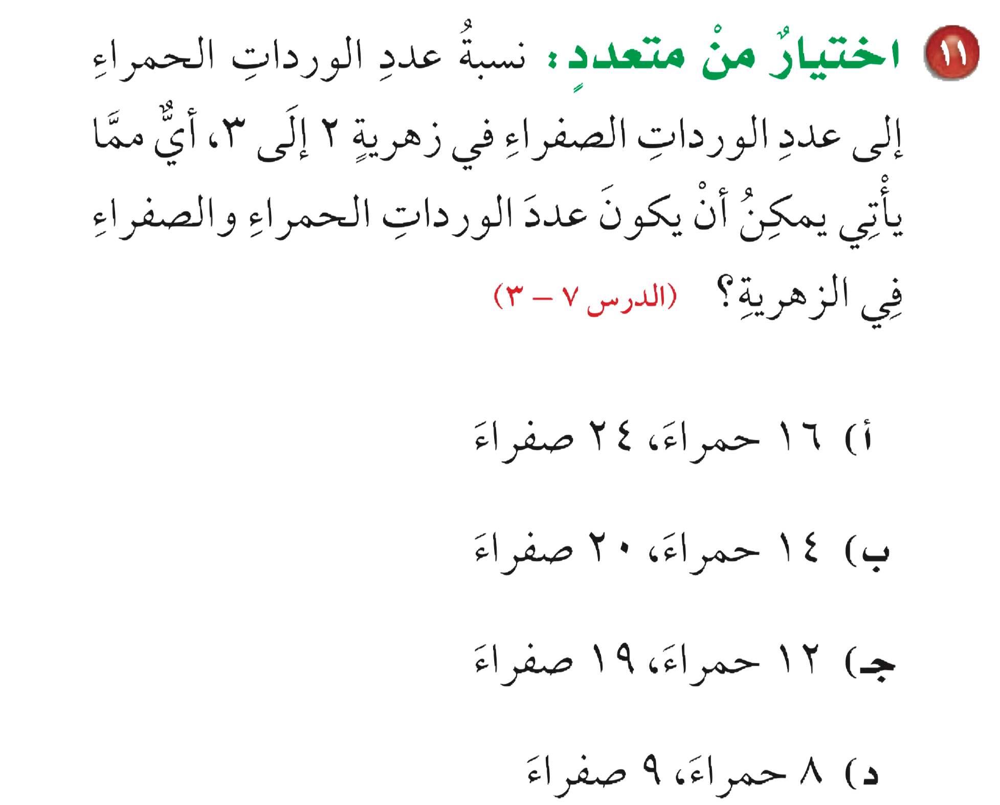 ١١ اختيارٌ منْ متعددٍ: نسبةُ عددِ الورداتِ الحمراءِ
إلى عددِ الورداتِ الصفراءِ في زهريةٍ ٢ إلَى ٣، أيٌّ ممَّا
يأْتِي يمكِنُ أنْ يكونَ عددَ الورداتِ الحمراءِ والصفراءِ
فِي الزهريةِ؟ (الدرس ٧ – ٣)
أ) ١٦ حمراءَ، ٢٤ صفراءَ
ب) ١٤ حمراءَ، ٢٠ صفراءَ
جـ) ١٢ حمراءَ، ١٩ صفراءَ
د) ٨ حمراءَ، ٩ صفراءَ